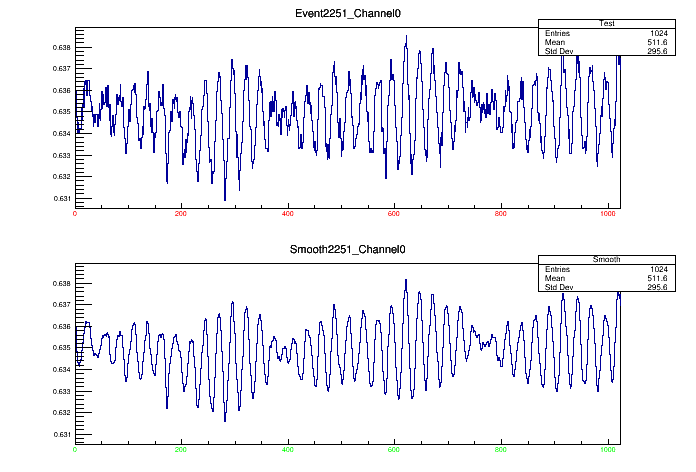 Event2251_Channel0
Test
Entries 1024
Mean 511.6
Std Dev 295.6
0.638
0.637
0.636
0.635
0.634
0.633
0.632
0.631
0 200 400 600 800 1000
Smooth2251_Channel0
Smooth
Entries 1024
Mean 511.6
Std Dev 295.6
0.638
0.637
0.636
0.635
0.634
0.633
0.632
0.631
0 200 400 600 800 1000